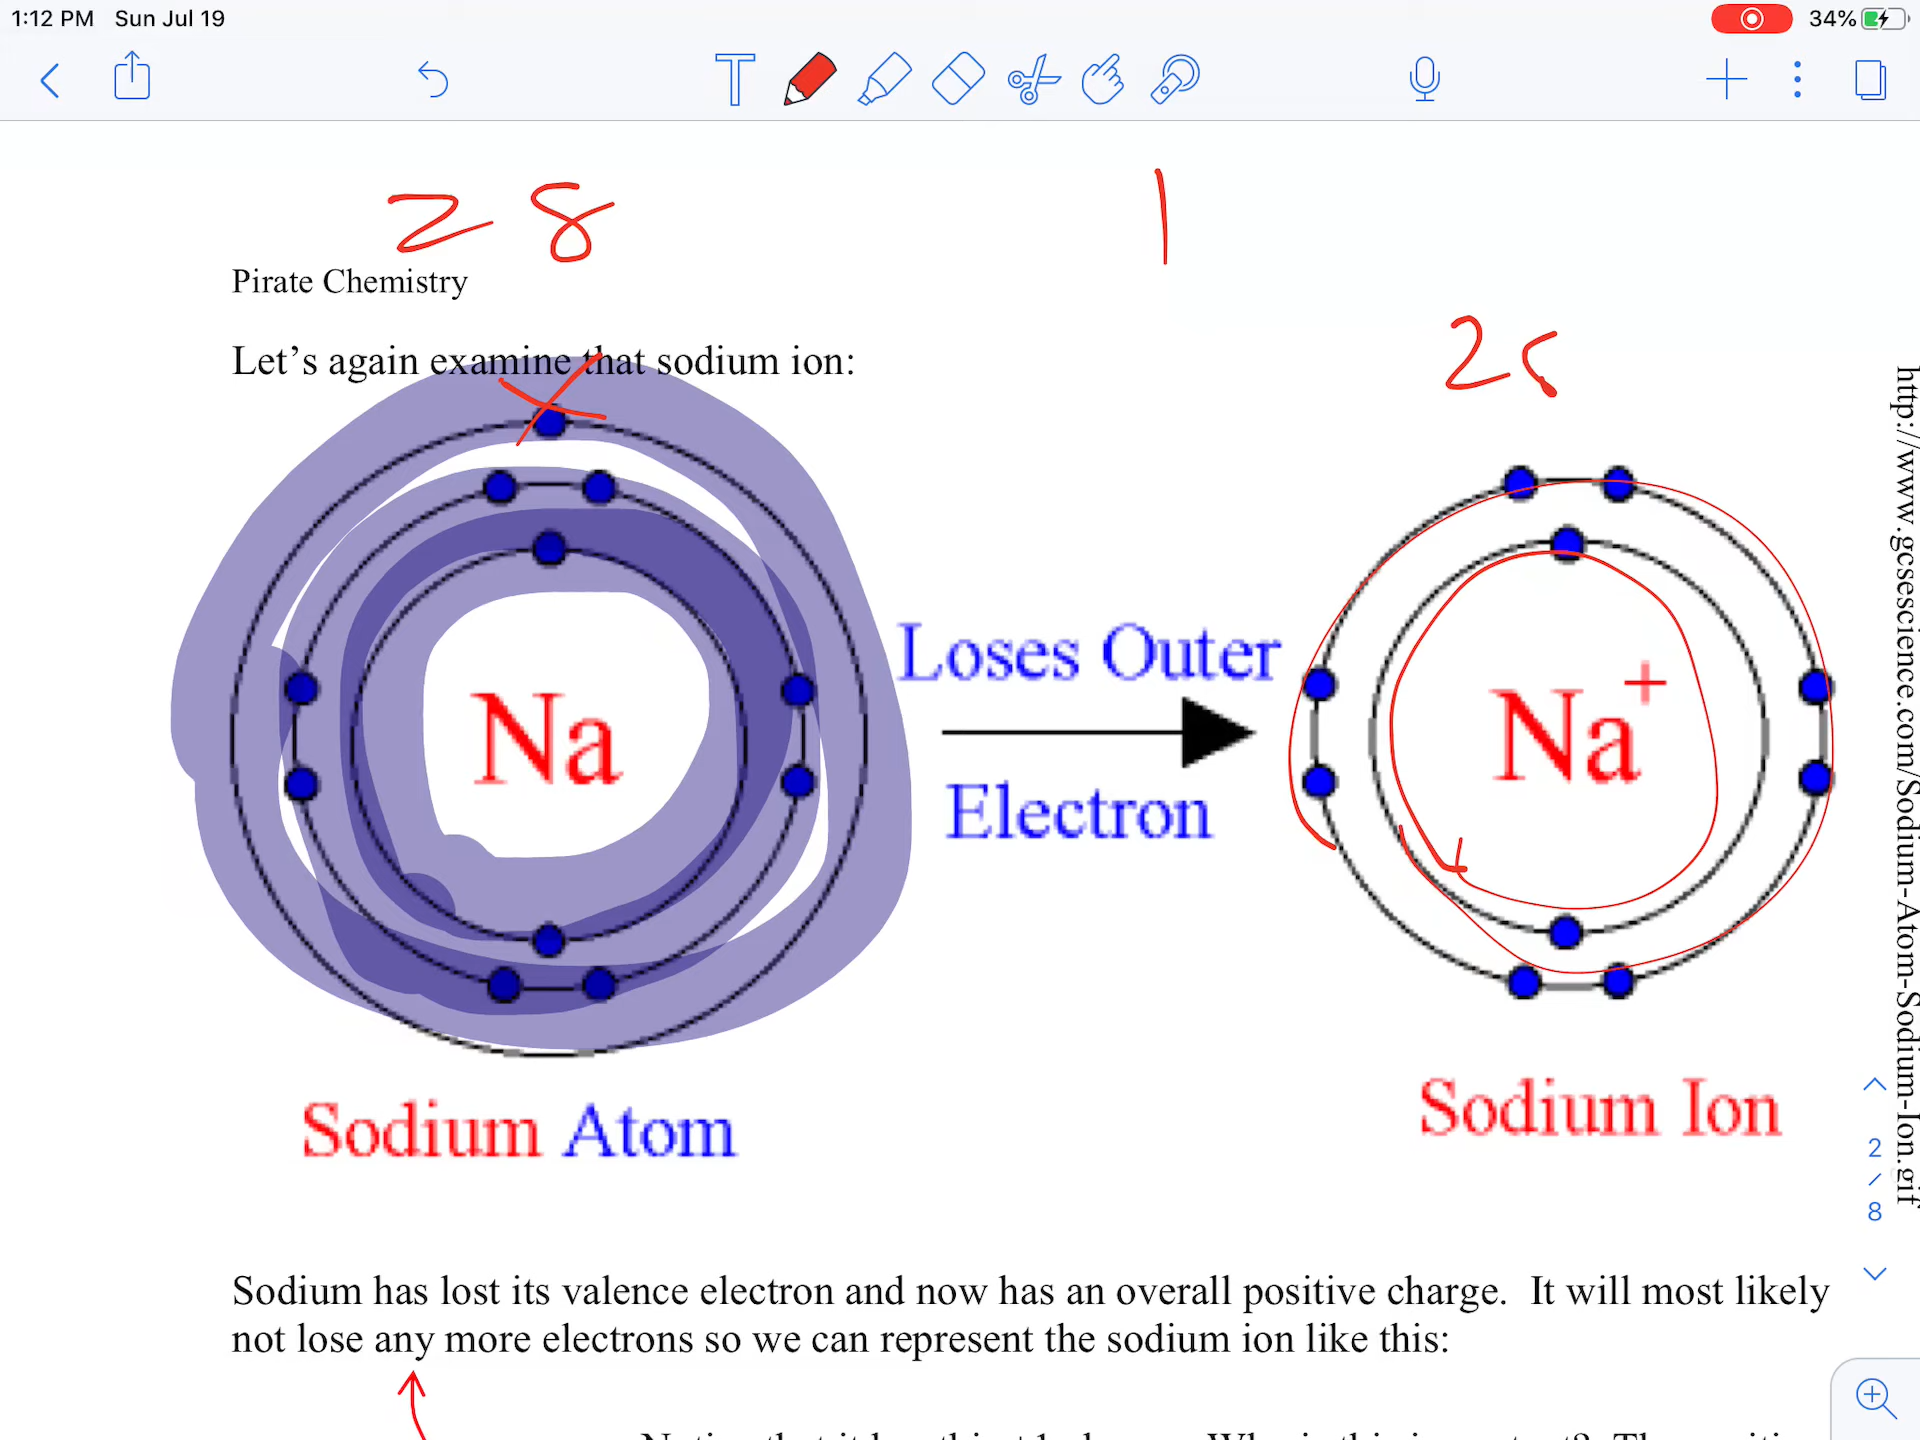 1:12 PM Sun Jul 19
34%
2 8
1
Pirate Chemistry
Let's again examine that sodium ion:
2
Na
Loses Outer
Electron
Na+
Sodium Atom
Sodium Ion
http://www.gcsescience.com/Sodium-Atom-Sodium-Ion.gif
2
/
8
Sodium has lost its valence electron and now has an overall positive charge. It will most likely
not lose any more electrons so we can represent the sodium ion like this: